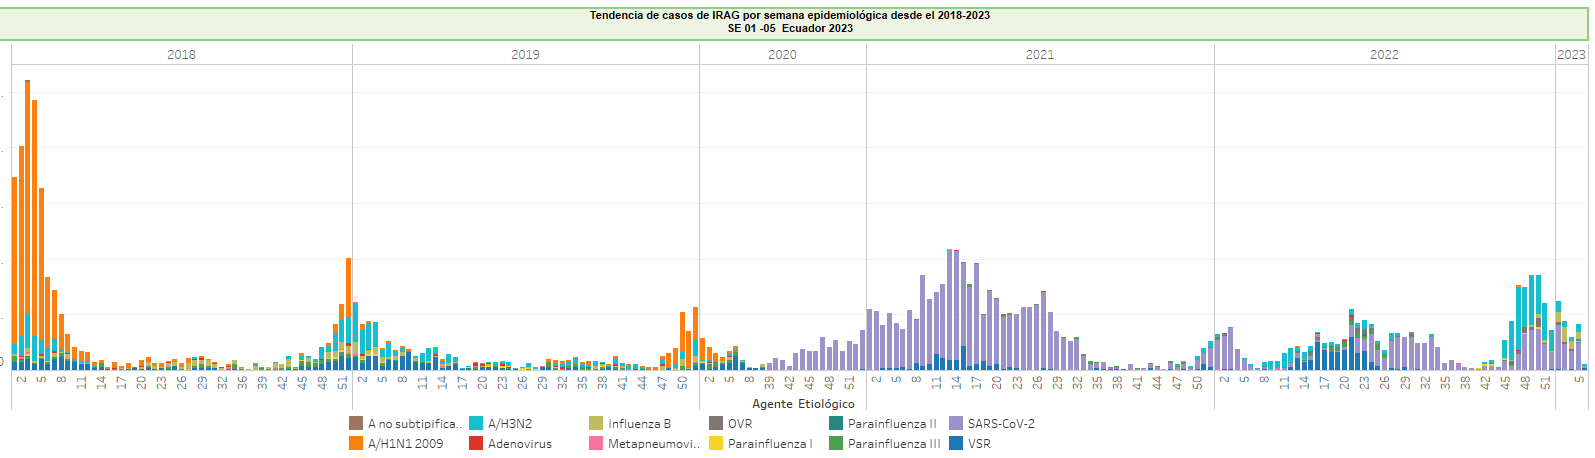 Tendencia de casos de IRAG por semana epidemiológica desde el 2018-2023
SE 01 -05 Ecuador 2023
2018 2019 2020 2021 2022 2023
0
2 5 8 11 14 17 20 23 26 29 32 36 39 42 45 48 51 2 5 8 11 14 17 20 23 26 29 32 35 38 41 44 47 50 2 5 8 39 42 45 48 51 2 5 8 11 14 17 20 23 26 29 32 35 38 41 44 47 50 2 5 8 11 14 17 20 23 26 29 32 35 38 42 45 48 51 5
Agente Etiológico
A no subtipifica.. A/H3N2 Influenza B OVR Parainfluenza II SARS-CoV-2
A/H1N1 2009 Adenovirus Metapneumovi.. Parainfluenza I Parainfluenza III VSR